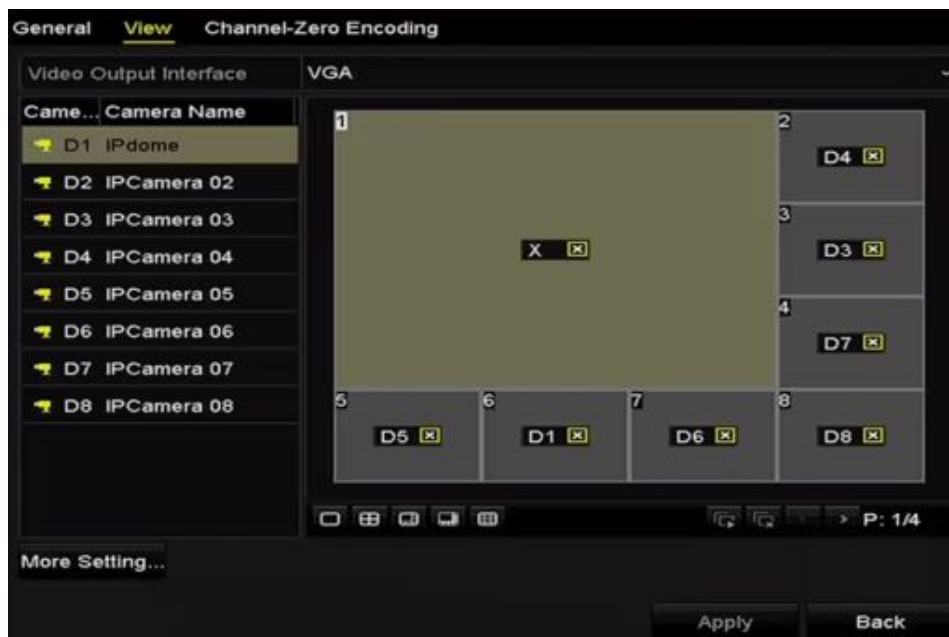 General View Channel-Zero Encoding
Video Output Interface VGA
Came... Camera Name
D1 IPdome
D2 IPCamera 02
D3 IPCamera 03
D4 IPCamera 04
D5 IPCamera 05
D6 IPCamera 06
D7 IPCamera 07
D8 IPCamera 08
1
X
2
D4
3
D3
4
D7
5
D5
6
D1
7
D6
8
D8
P: 1/4
More Setting...
Apply Back